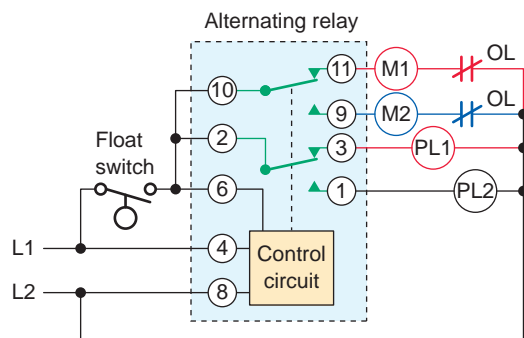 Alternating relay
11 M1 OL
10
9 M2 OL
Float
switch
2
3 PL1
6
1 PL2
L1
4
Control
circuit
L2
8